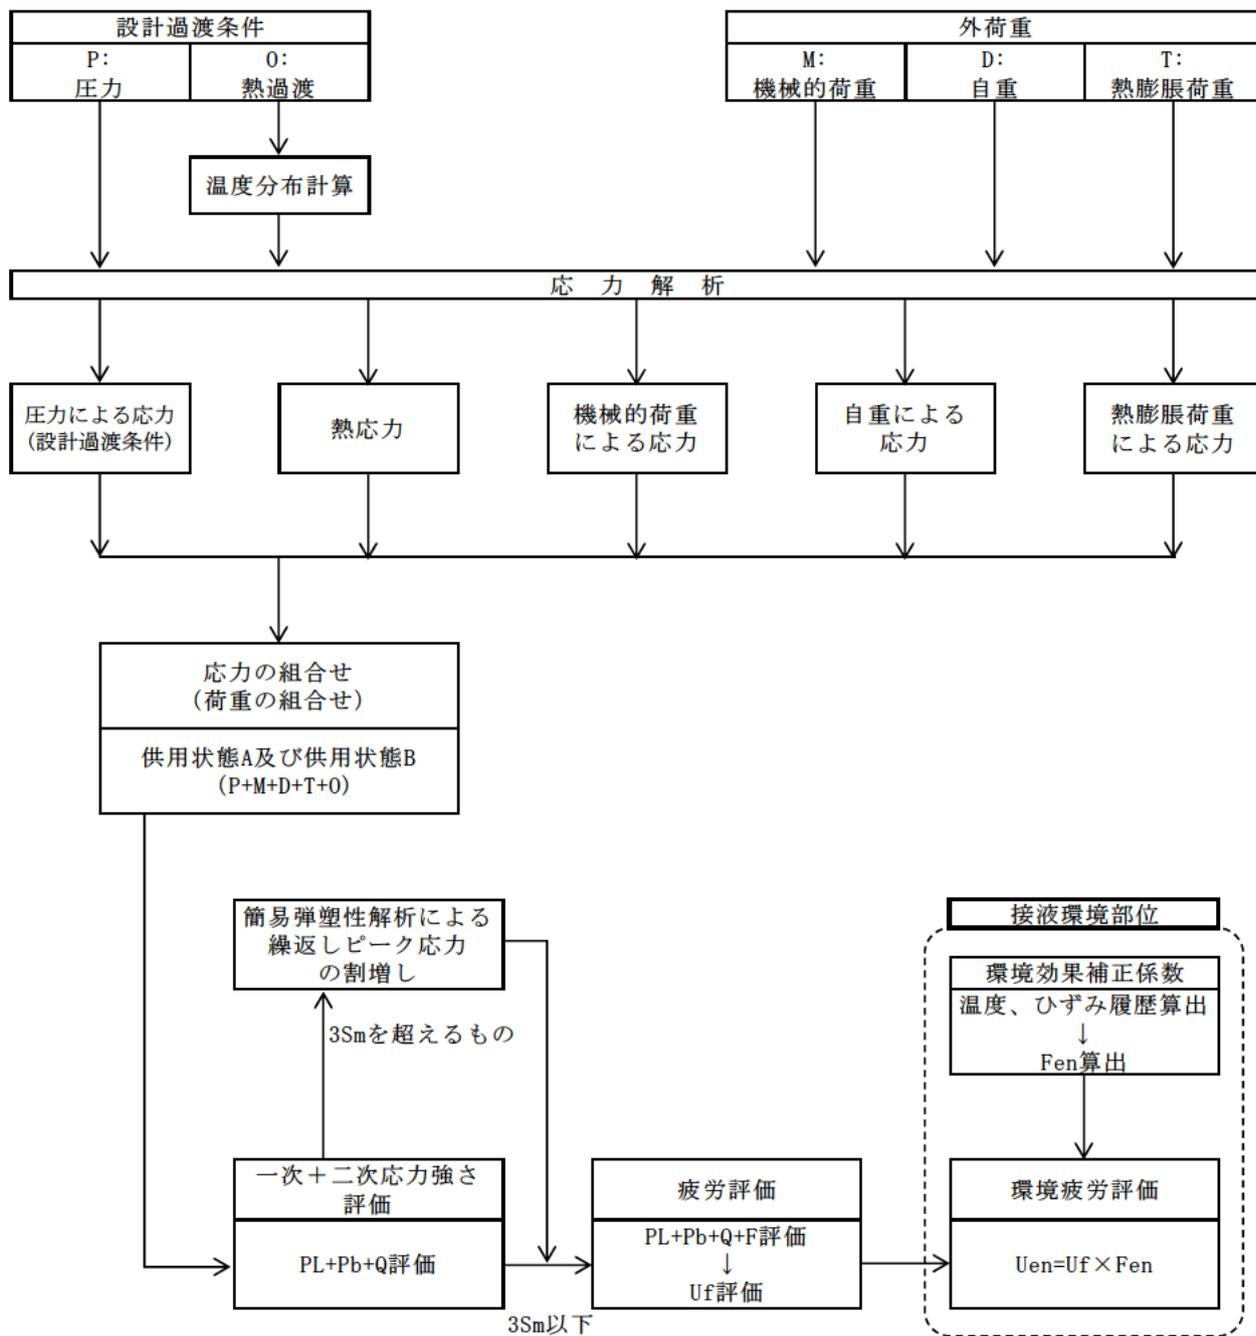 設計過渡条件
P:
圧力
O:
熱過渡
外荷重
M:
機械的荷重
D:
自重
T:
熱膨脹荷重
温度分布計算
応 力 解 析
圧力による応力
(設計過渡条件)
熱応力
機械的荷重
による応力
自重による
応力
熱膨脹荷重
による応力
応力の組合せ
(荷重の組合せ)
供用状態A及び供用状態B
(P+M+D+T+O)
簡易弾塑性解析による
繰返しピーク応力
の割増し
3Smを超えるもの
接液環境部位
環境効果補正係数
温度、ひずみ履歴算出
↓
Fen算出
一次＋二次応力強さ
評価
PL+Pb+Q評価
3Sm以下
疲労評価
PL+Pb+Q+F評価
↓
Uf評価
環境疲労評価
Uen=Uf×Fen